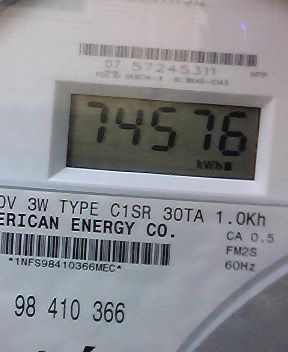 07 57245311
74576
kWh
0V 3W TYPE C1SR 30TA 1.0Kh
ERICAN ENERGY CO.
CA 0.5
FM2S
*1NFS98410366MEC*
60Hz
98 410 366